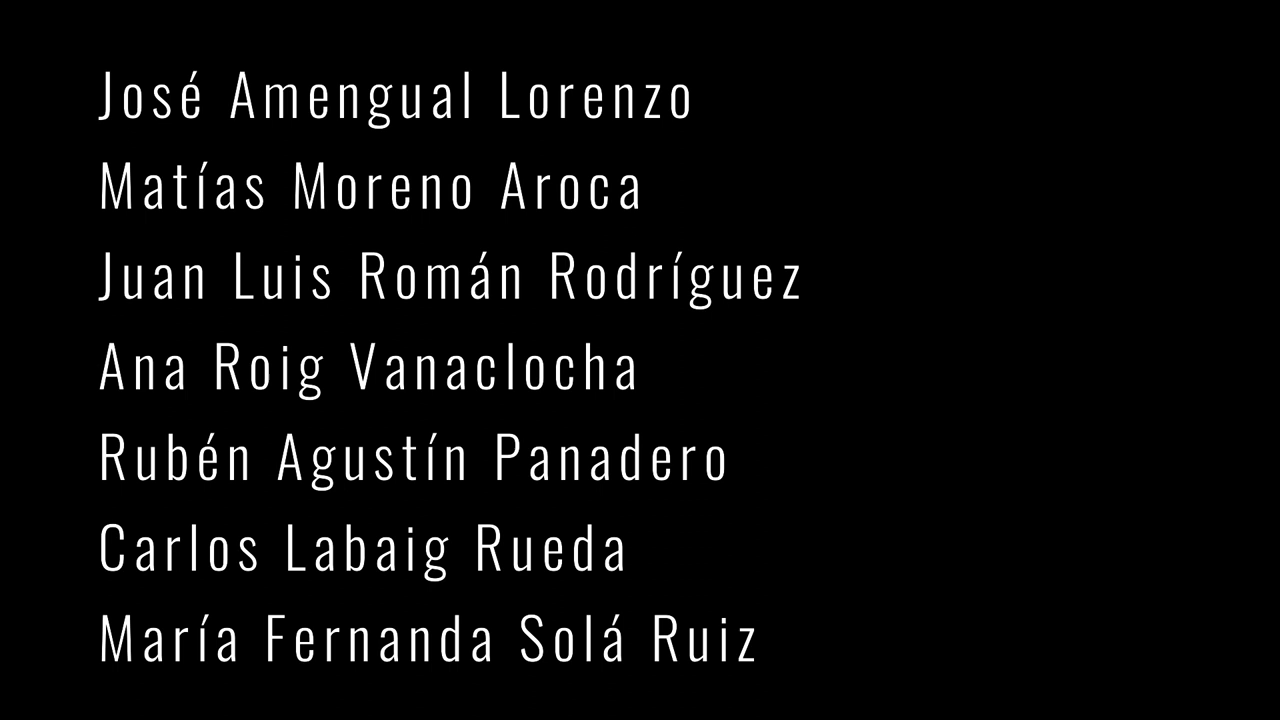 José Amengual Lorenzo
Matías Moreno Aroca
Juan Luis Román Rodríguez
Ana Roig Vanaclocha
Rubén Agustín Panadero
Carlos Labaig Rueda
María Fernanda Solá Ruiz